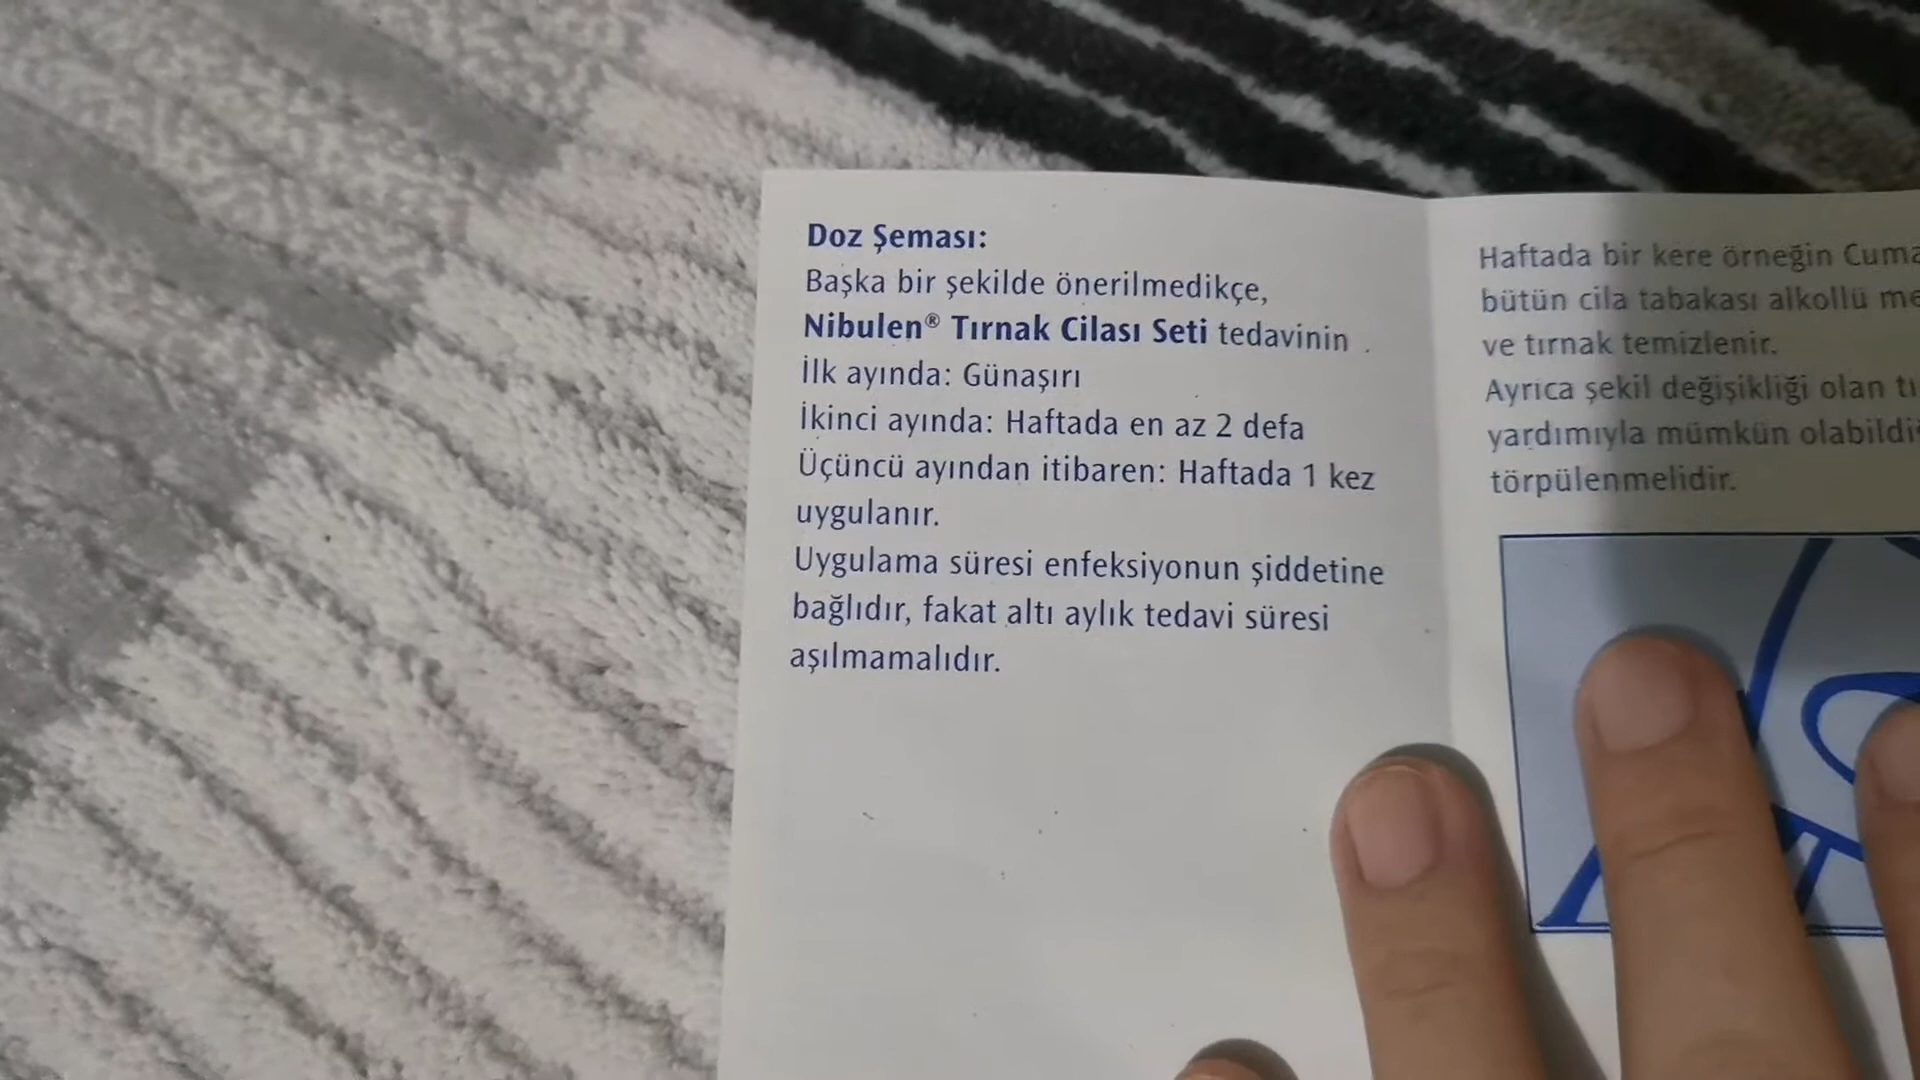 Doz Şeması:
Başka bir şekilde önerilmedikçe,
Nibulen® Tırnak Cilası Seti tedavinin
İlk ayında: Günaşırı
İkinci ayında: Haftada en az 2 defa
Üçüncü ayından itibaren: Haftada 1 kez
uygulanır.
Uygulama süresi enfeksiyonun şiddetine
bağlıdır, fakat altı aylık tedavi süresi
aşılmamalıdır.
Haftada bir kere örneğin
bütün cila tabakası alkollü
ve tırnak temizlenir.
Ayrıca şekil değişikliği olan
yardımıyla mümkün
törpülenmelidir.